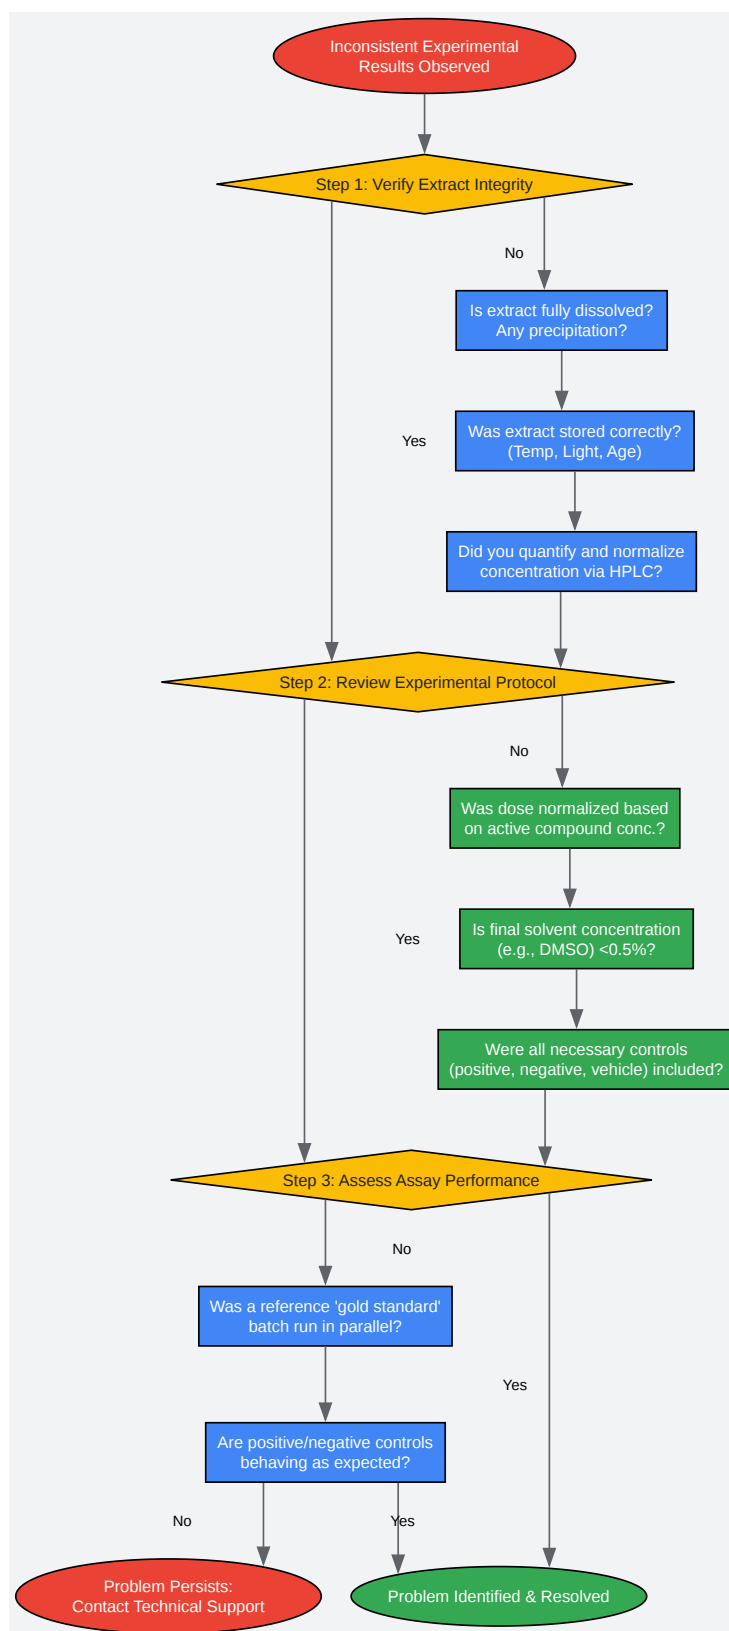 Inconsistent Experimental
Results Observed
Step 1: Verify Extract Integrity
No
Is extract fully dissolved?
Any precipitation?
Yes
Was extract stored correctly?
(Temp, Light, Age)
Did you quantify and normalize
concentration via HPLC?
Step 2: Review Experimental Protocol
No
Was dose normalized based
on active compound conc.?
Yes
Is final solvent concentration
(e.g., DMSO) <0.5%?
Were all necessary controls
(positive, negative, vehicle) included?
Step 3: Assess Assay Performance
No
Was a reference 'gold standard'
batch run in parallel?
Yes
Are positive/negative controls
behaving as expected?
No
Yes
Problem Persists:
Contact Technical Support
Problem Identified & Resolved